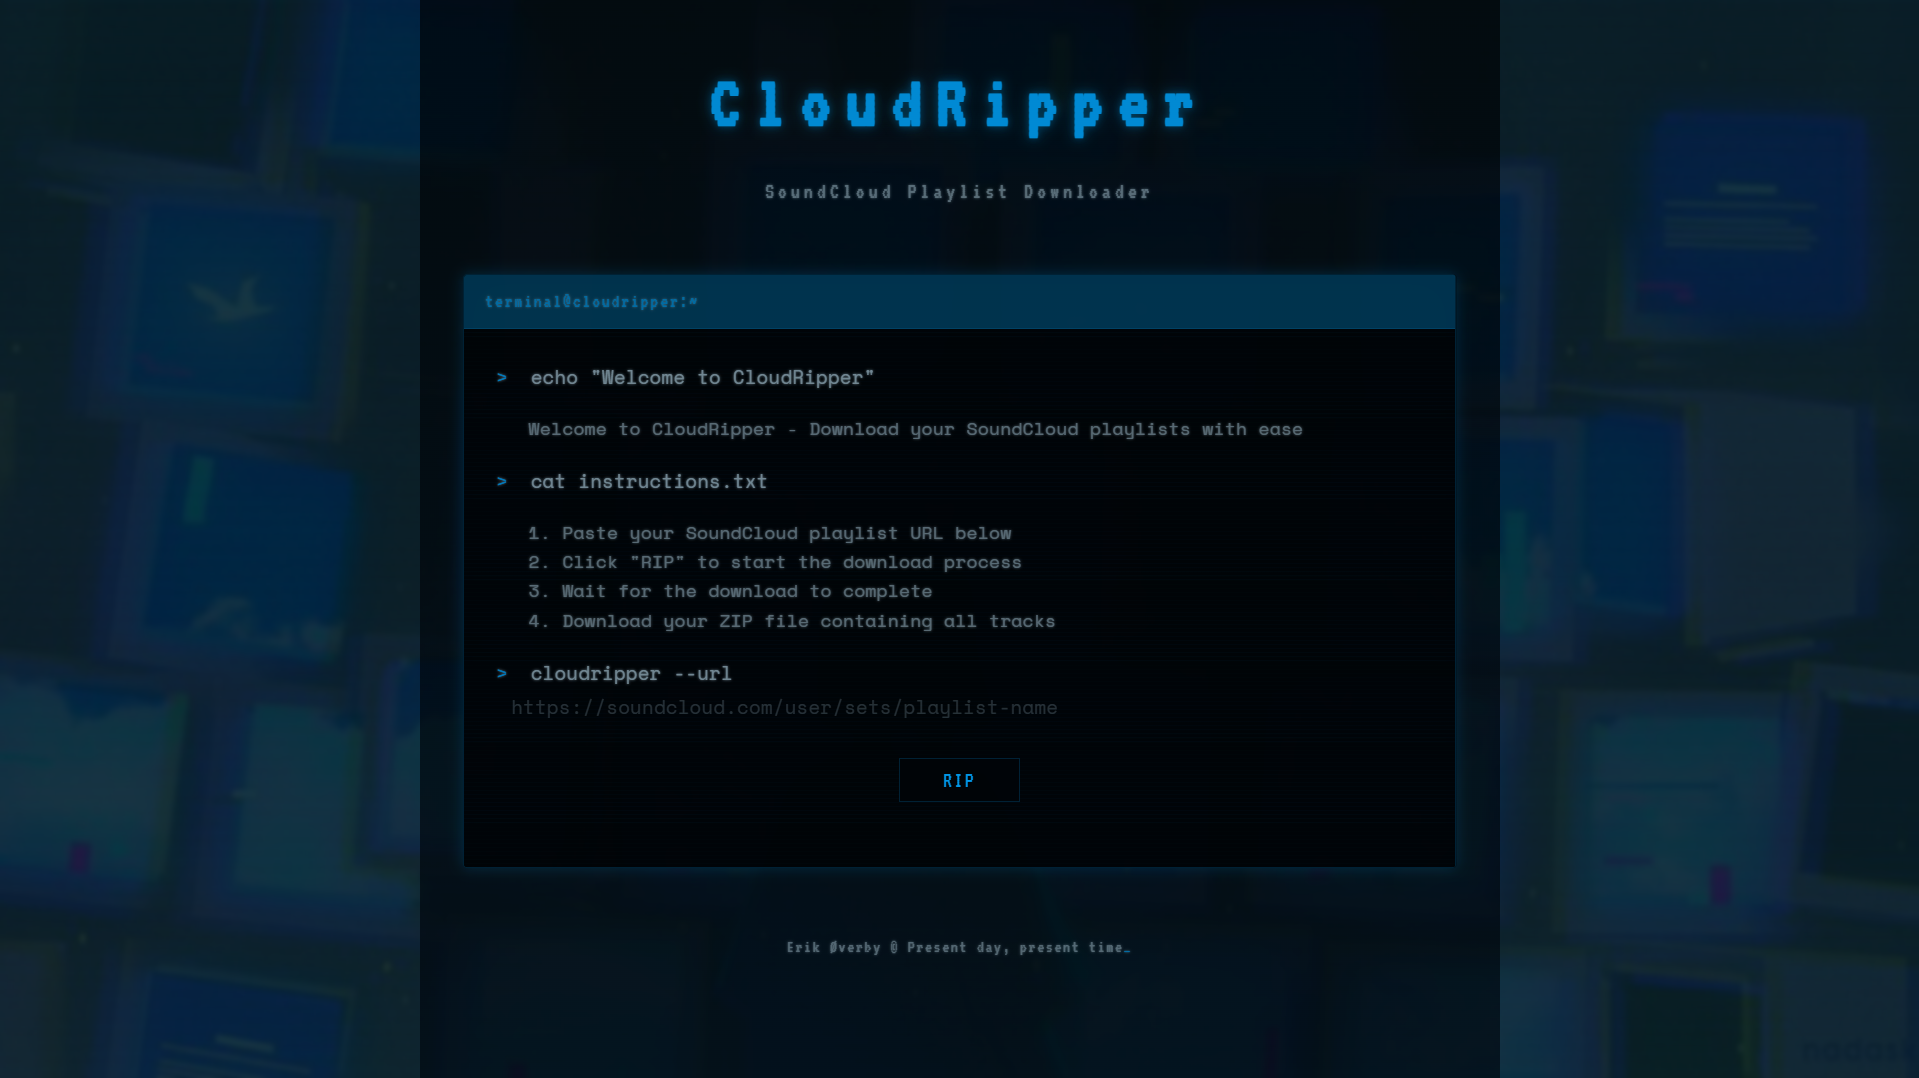 CloudRipper
SoundCloud Playlist Downloader
terminal@cloudripper:~
> echo "Welcome to CloudRipper"
Welcome to CloudRipper - Download your SoundCloud playlists with ease
> cat instructions.txt
1. Paste your SoundCloud playlist URL below
2. Click "RIP" to start the download process
3. Wait for the download to complete
4. Download your ZIP file containing all tracks
> cloudripper --url
https://soundcloud.com/user/sets/playlist-name
RIP
Erik Øverby @ Present day, present time_